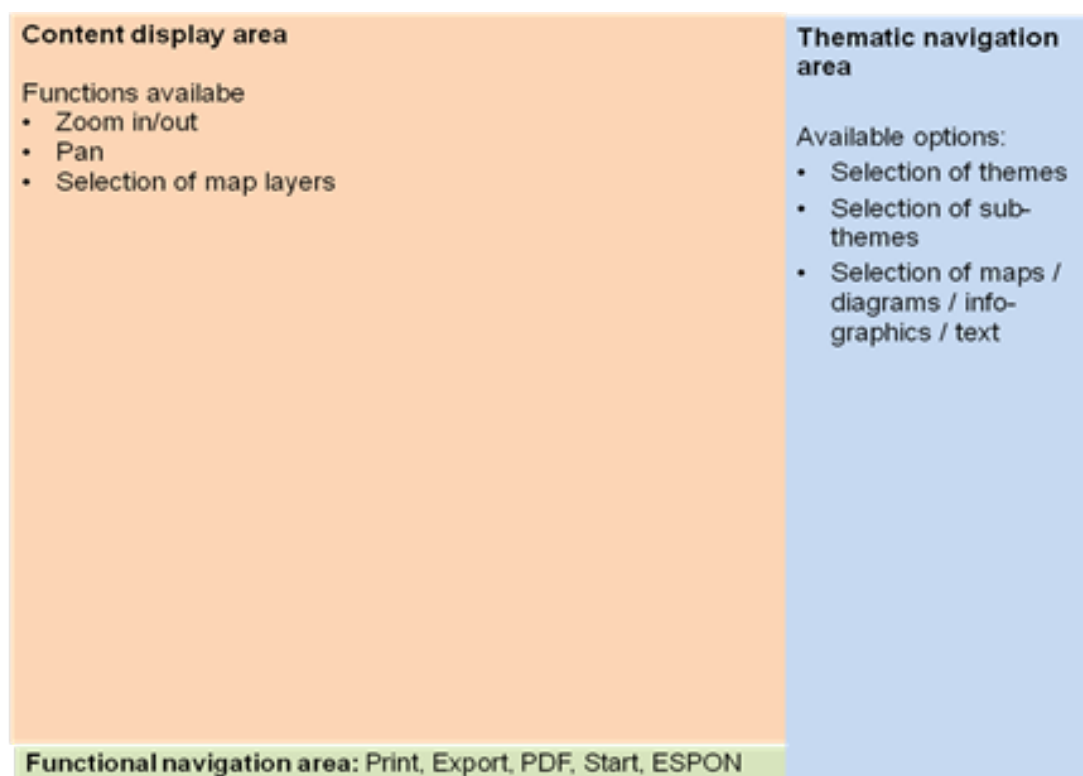 Content display area
Functions availabe
• Zoom in/out
• Pan
• Selection of map layers
Thematic navigation
area
Available options:
• Selection of themes
• Selection of sub-
themes
• Selection of maps /
diagrams / info-
graphics / text
Functional navigation area: Print, Export, PDF, Start, ESPON